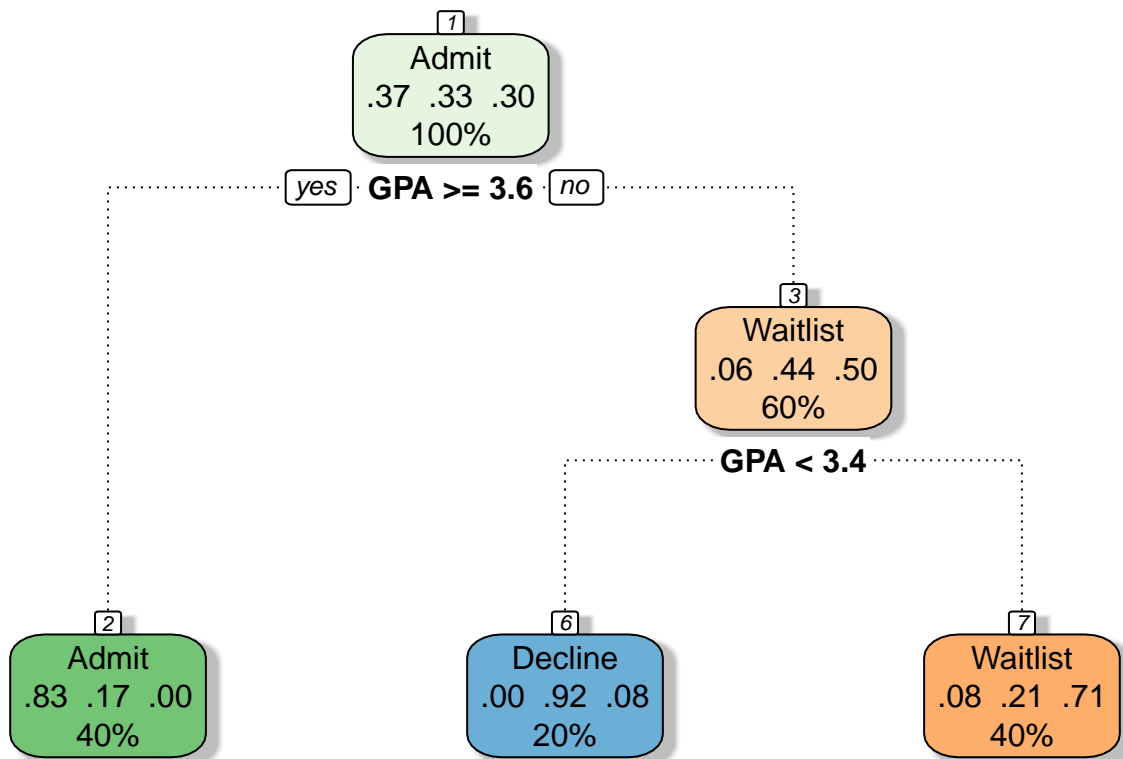 1
Admit
.37 .33 .30
100%
yes GPA >= 3.6 no
3
Waitlist
.06 .44 .50
60%
GPA < 3.4
2
Admit
.83 .17 .00
40%
6
Decline
.00 .92 .08
20%
7
Waitlist
.08 .21 .71
40%